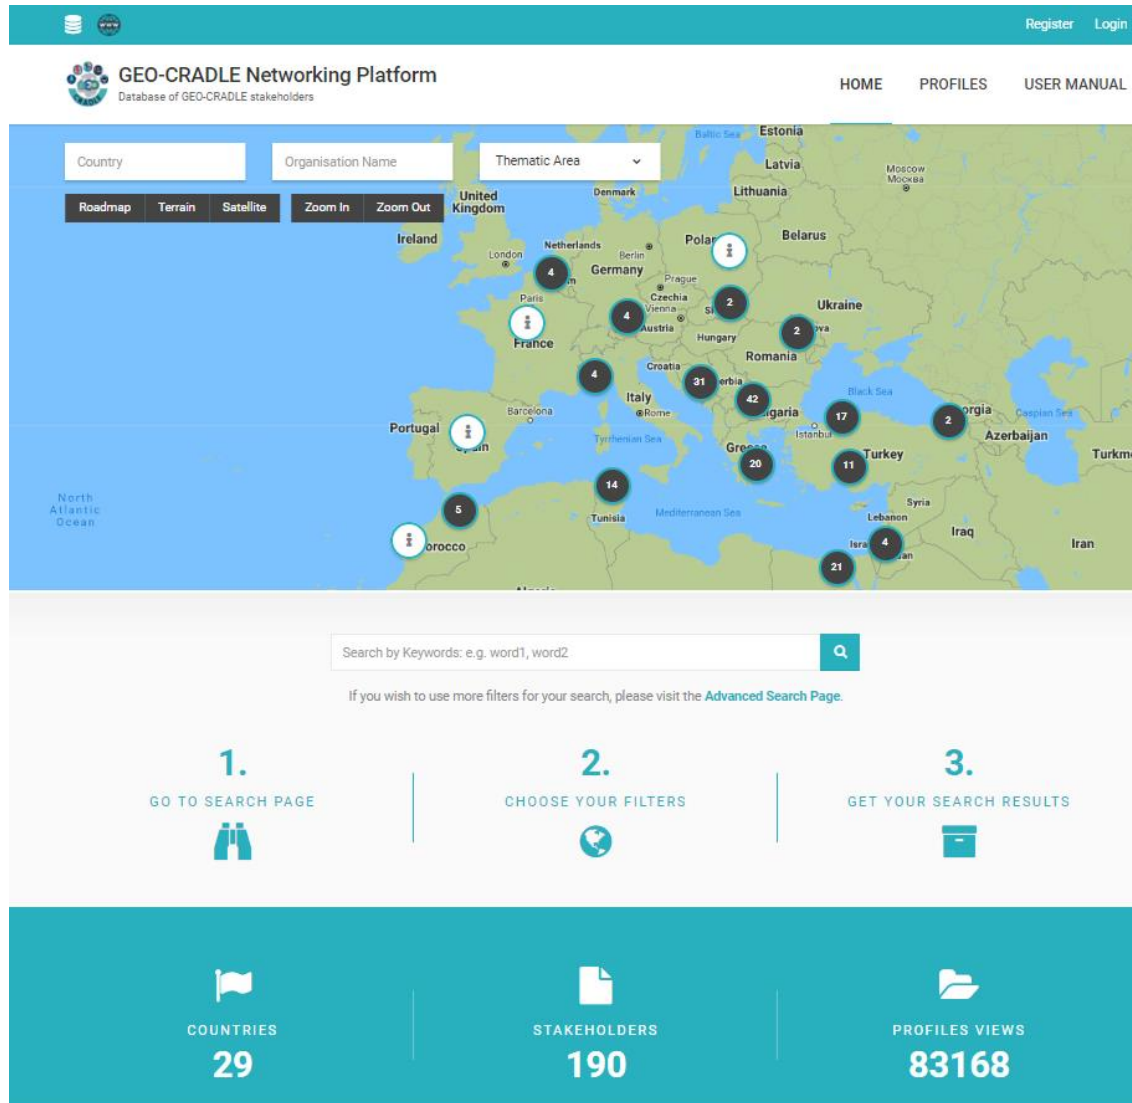 Register Login
GEO-CRADLE Networking Platform
Database of GEO-CRADLE stakeholders
HOME PROFILES USER MANUAL
Country Organisation Name Thematic Area
Roadmap Terrain Satellite Zoom In Zoom Out
Baltic Sea Estonia
Latvia
Moscow
Москва
Denmark Lithuania
United
Kingdom
Ireland
Belarus
London Netherlands
Berlin
Germany
Prague
Czechia
Vienna
Austria
Paris
France
4
4
2
2
Ukraine
Hungary
Romania
Croatia
4
31
42
Italy
Rome
Barcelona
Black Sea
17
2
Caspian Sea
Azerbaijan
Portugal
Istanbul
Tyrrhenian Sea
20
11
Turkey
14
Tunisia
Mediterranean Sea
Syria
Lebanon
North
Atlantic
Ocean
5
4
Iraq
Iran
21
Search by Keywords: e.g. word1, word2
If you wish to use more filters for your search, please visit the Advanced Search Page.
1. 2. 3.
GO TO SEARCH PAGE CHOOSE YOUR FILTERS GET YOUR SEARCH RESULTS
COUNTRIES STAKEHOLDERS PROFILES VIEWS
29 190 83168